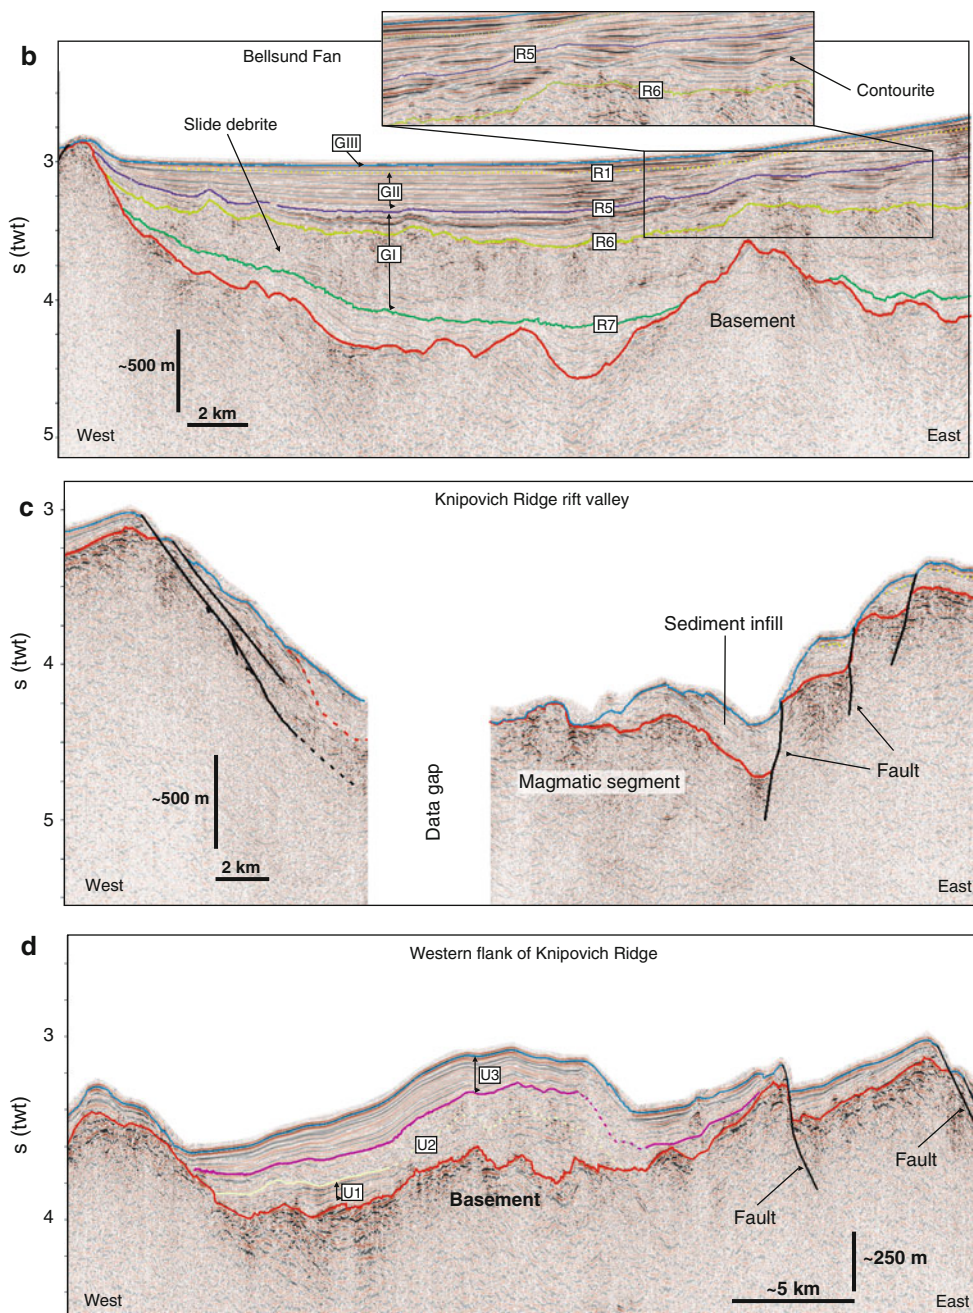 b
Bellsund Fan
R5
R6
Contourite
Slide debrite
GIII
3
GII
R1
R5
R6
GI
s (twt)
4
R7
Basement
~500 m
2 km
5
West
East
c
3
Knipovich Ridge rift valley
Sediment infill
s (twt)
4
Fault
Magmatic segment
~500 m
Data gap
5
2 km
West
East
d
Western flank of Knipovich Ridge
3
U3
s (twt)
U2
U1
Basement
Fault
Fault
4
~250 m
~5 km
West
East